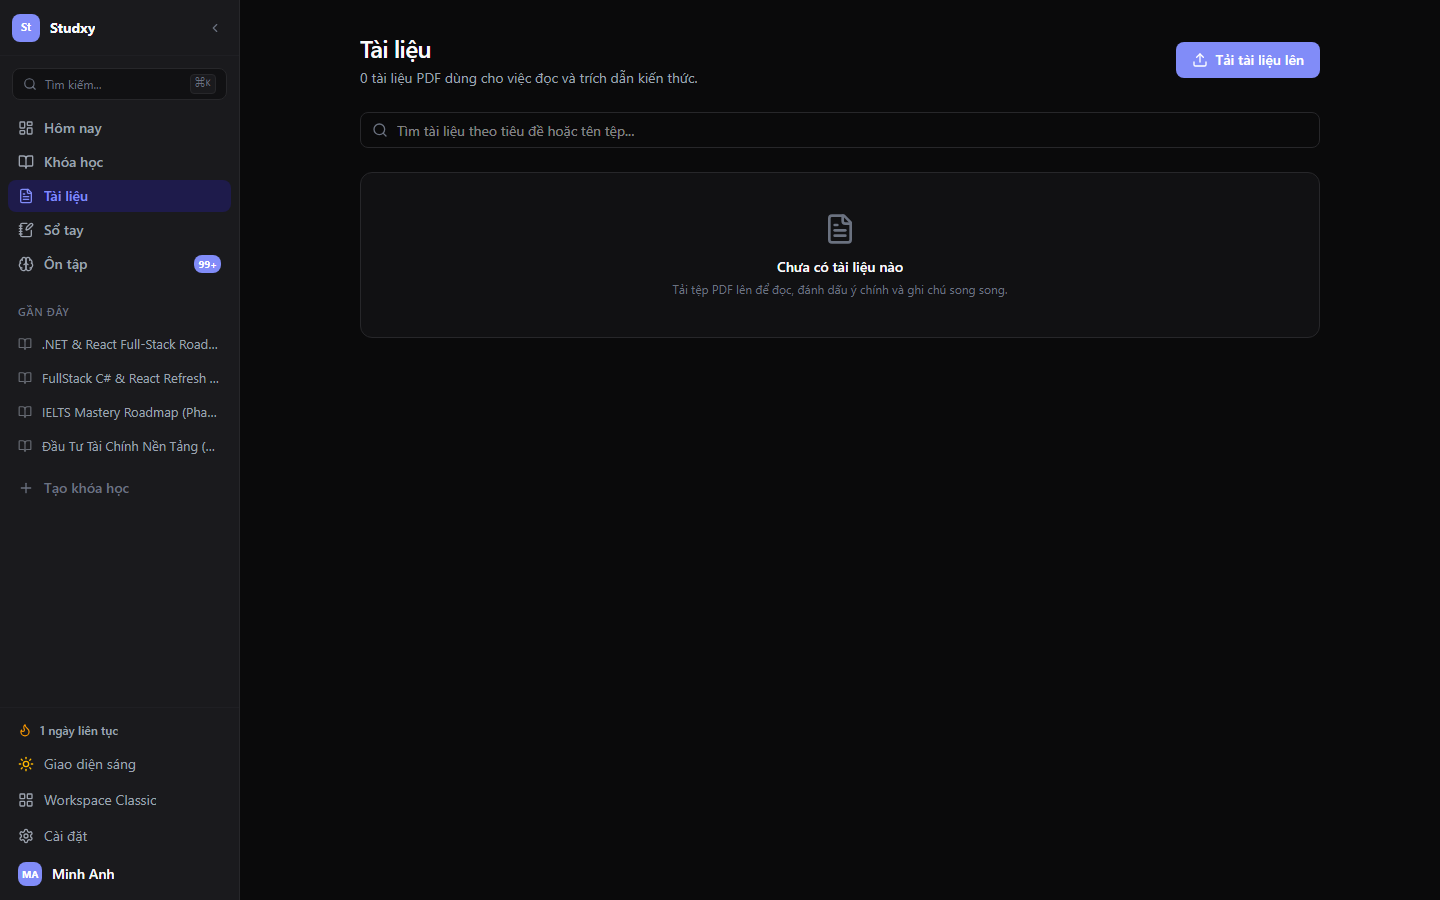 St Studxy
Tìm kiếm... ⌘K
Hôm nay
Khóa học
Tài liệu
Sổ tay
Ôn tập 99+
GẦN ĐÂY
.NET & React Full-Stack Road...
FullStack C# & React Refresh ...
IELTS Mastery Roadmap (Pha...
Đầu Tư Tài Chính Nền Tảng (...
Tạo khóa học
1 ngày liên tục
Giao diện sáng
Workspace Classic
Cài đặt
MA Minh Anh
Tài liệu
0 tài liệu PDF dùng cho việc đọc và trích dẫn kiến thức.
Tải tài liệu lên
Tìm tài liệu theo tiêu đề hoặc tên tệp...
Chưa có tài liệu nào
Tải tệp PDF lên để đọc, đánh dấu ý chính và ghi chú song song.